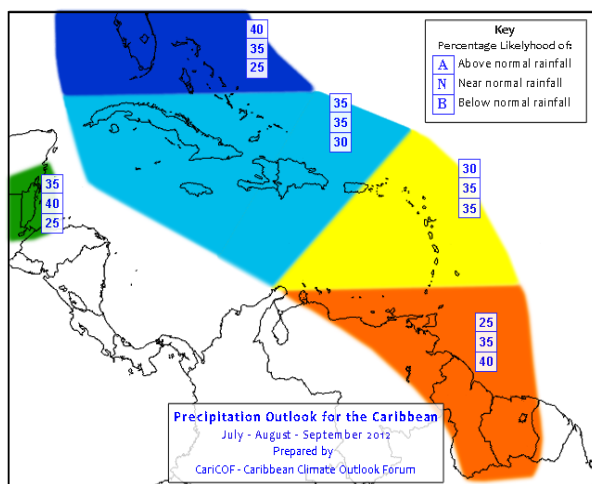 40
35
25
Key
Percentage Likelyhood of:
A Above normal rainfall
N Near normal rainfall
B Below normal rainfall
35
35
30
30
35
35
35
40
25
25
35
40
Precipitation Outlook for the Caribbean
July - August - September 2012
Prepared by
CariCOF - Caribbean Climate Outlook Forum